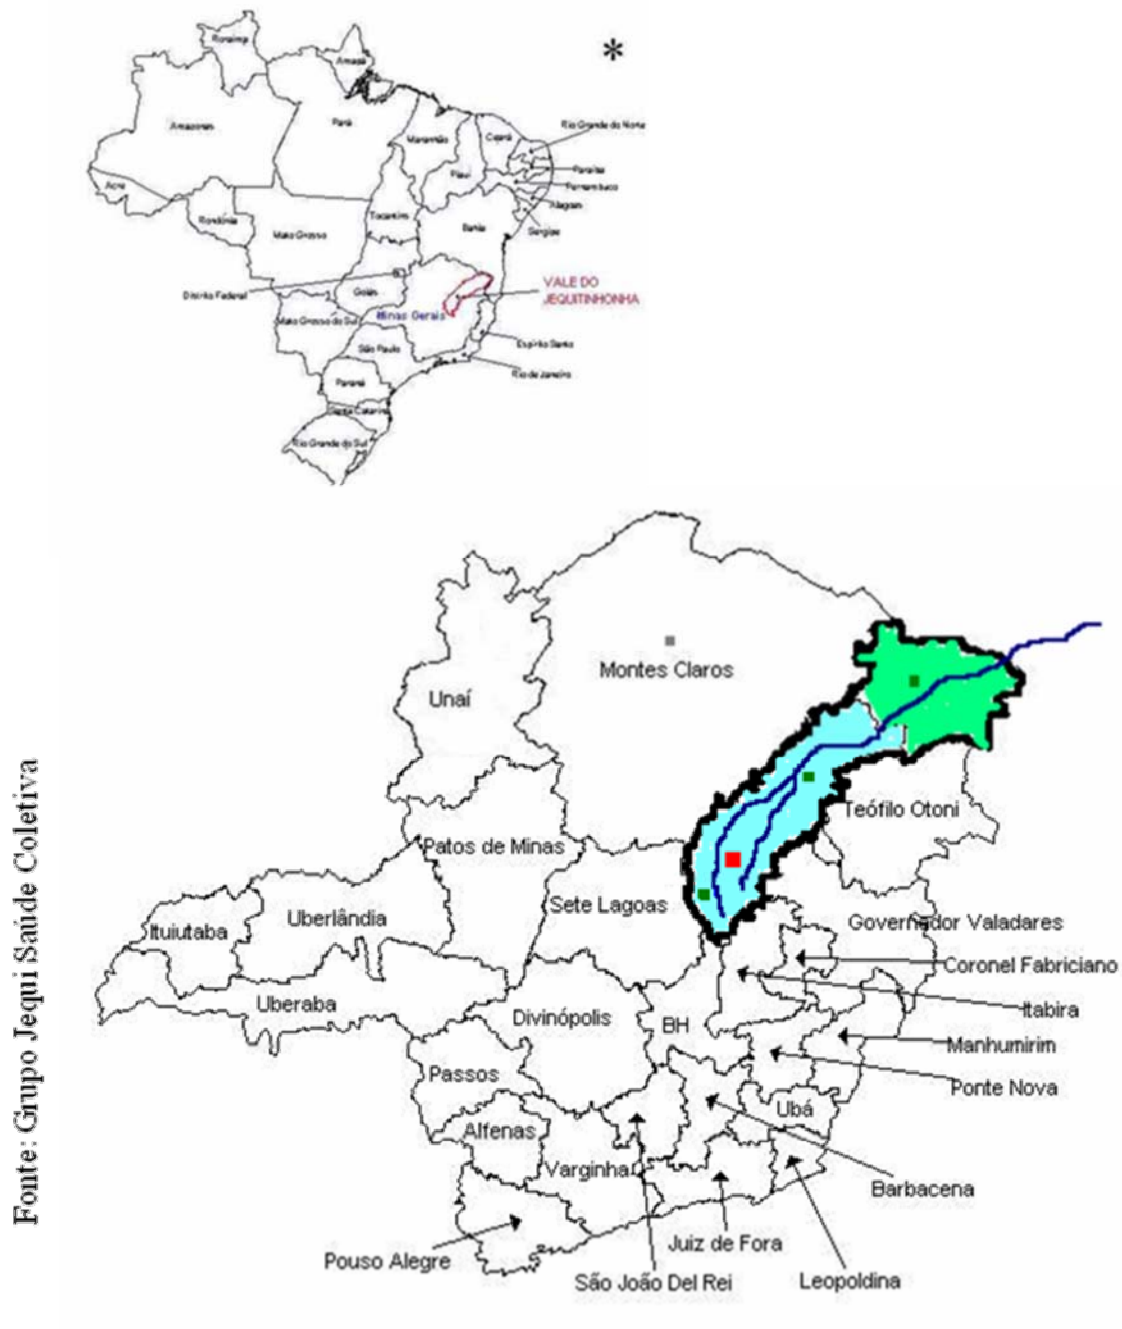 *
Roraima
Amapá
Amazonas
Pará
Maranhão
Ceará
Rio Grande do Norte
Piauí
Paraíba
Pernambuco
Acre
Alagoas
Rondônia
Tocantins
Mato Grosso
Bahia
Sergipe
Distrito Federal
Goiás
VALE DO
JEQUITINHONHA
Minas Gerais
Mato Grosso do Sul
Espírito Santo
São Paulo
Rio de Janeiro
Paraná
Santa Catarina
Rio Grande do Sul
Montes Claros
Unaí
Teófilo Otoni
Patos de Minas
Sete Lagoas
Uberlândia
Ituiutaba
Governador Valadares
Coronel Fabriciano
Uberaba
Itabira
Divinópolis
BH
Manhumirim
Passos
Ponte Nova
Ubá
Alfenas
Varginha
Barbacena
Juiz de Fora
Pouso Alegre
São João Del Rei
Leopoldina
Fonte: Grupo Jequi Saúde Coletiva